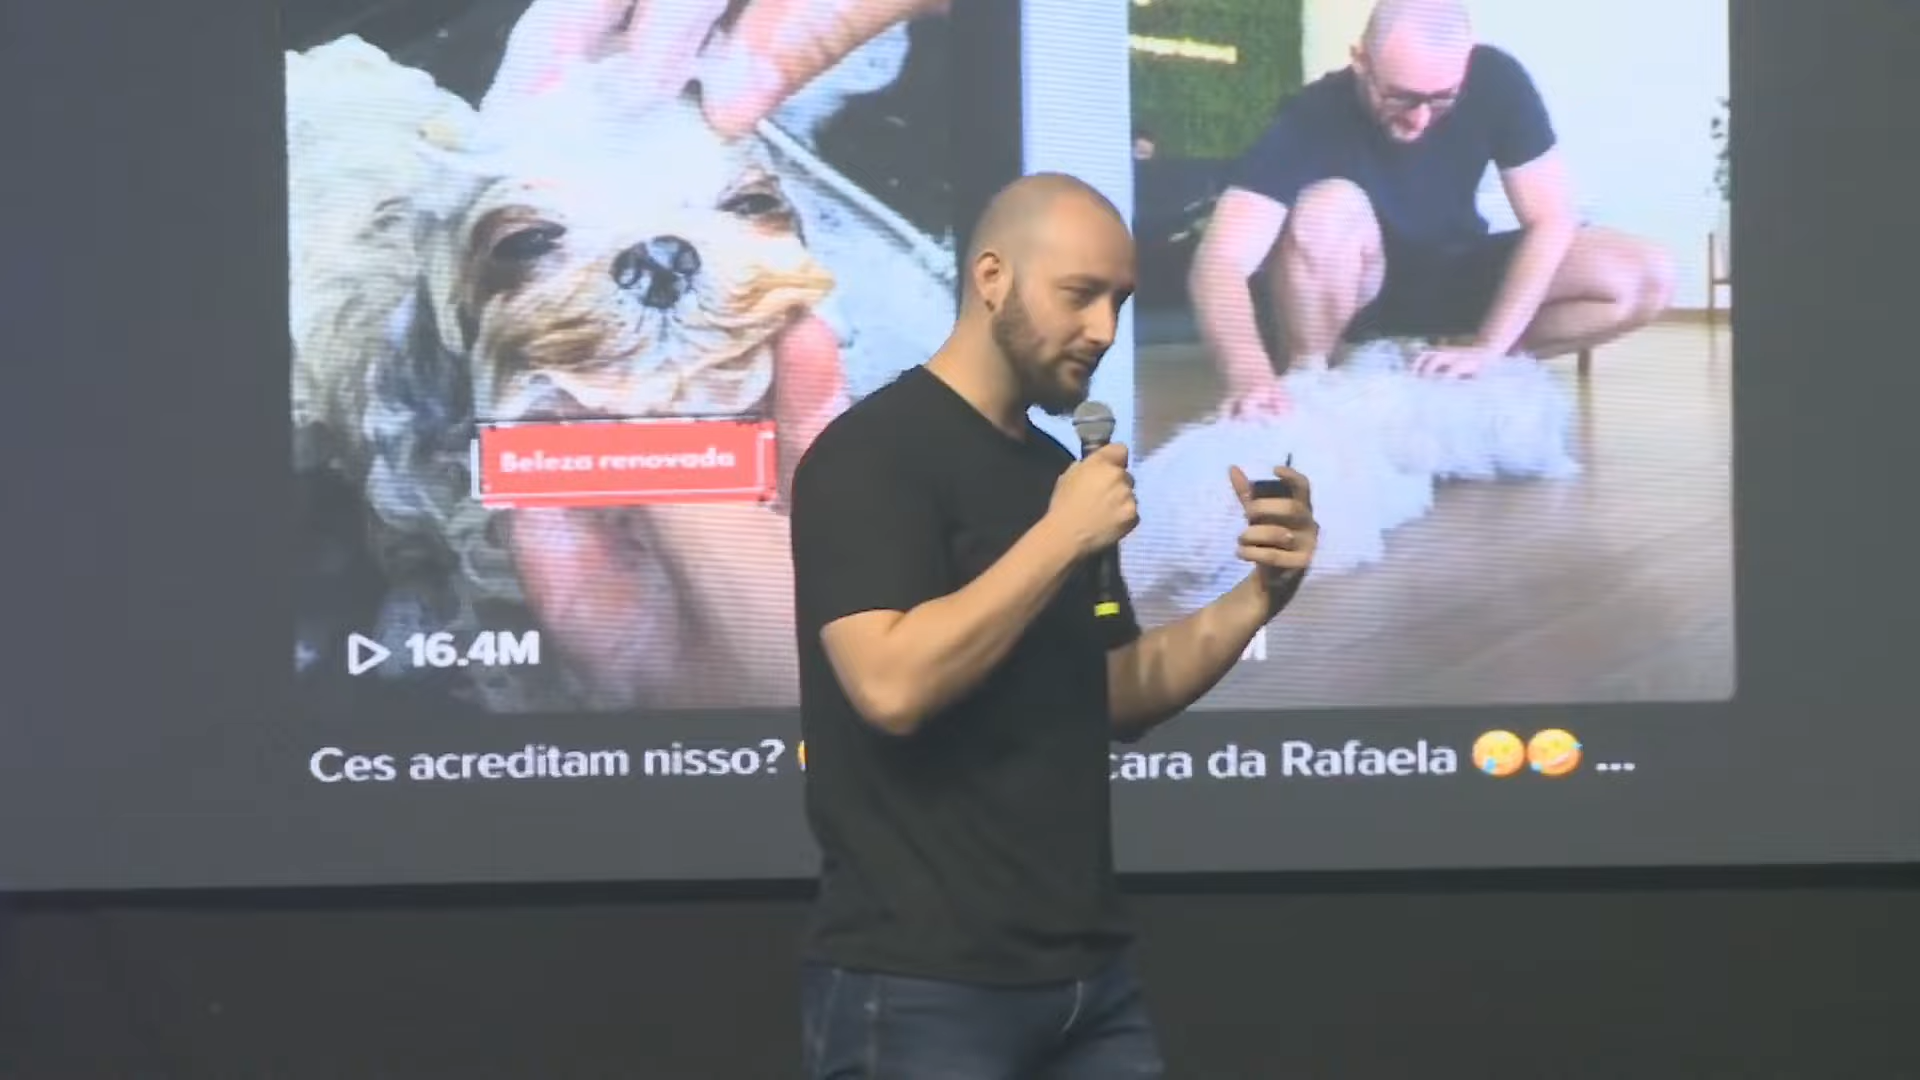 Beleza renovada
16.4M
M
Ces acreditam nisso?
cara da Rafaela 🥲🤣 ...